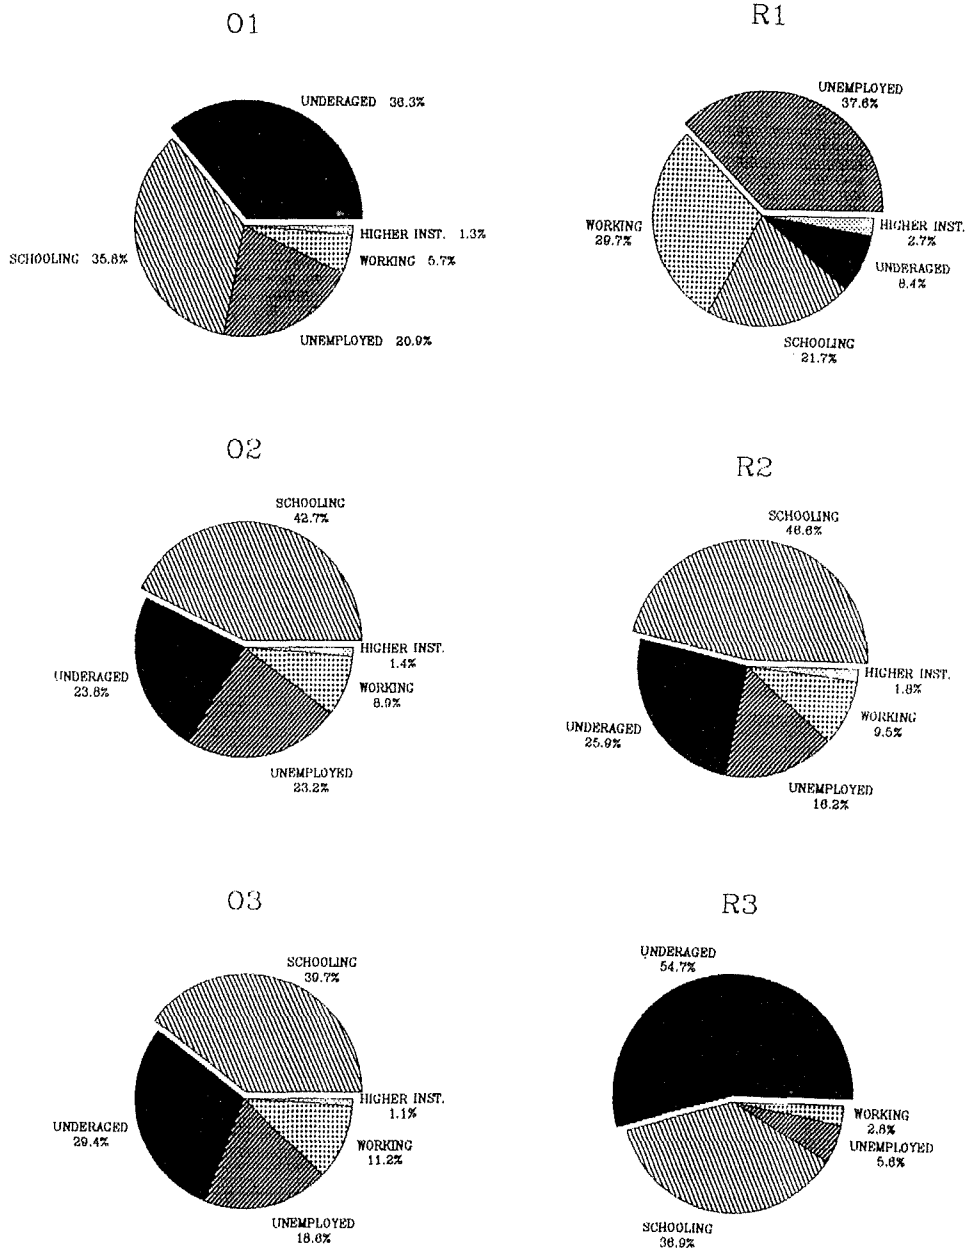 O1
UNDERAGED 36.3%
SCHOOLING 35.8%
HIGHER INST. 1.3%
WORKING 5.7%
UNEMPLOYED 20.9%
R1
UNEMPLOYED
37.6%
WORKING
29.7%
HIGHER INST.
2.7%
UNDERAGED
8.4%
SCHOOLING
21.7%
O2
SCHOOLING
42.7%
HIGHER INST.
1.4%
UNDERAGED
23.8%
WORKING
8.9%
UNEMPLOYED
23.2%
R2
SCHOOLING
46.6%
HIGHER INST.
1.8%
UNDERAGED
25.9%
WORKING
9.5%
UNEMPLOYED
16.2%
O3
SCHOOLING
39.7%
HIGHER INST.
1.1%
UNDERAGED
29.4%
WORKING
11.2%
UNEMPLOYED
18.6%
R3
UNDERAGED
54.7%
WORKING
2.8%
UNEMPLOYED
5.6%
SCHOOLING
36.9%